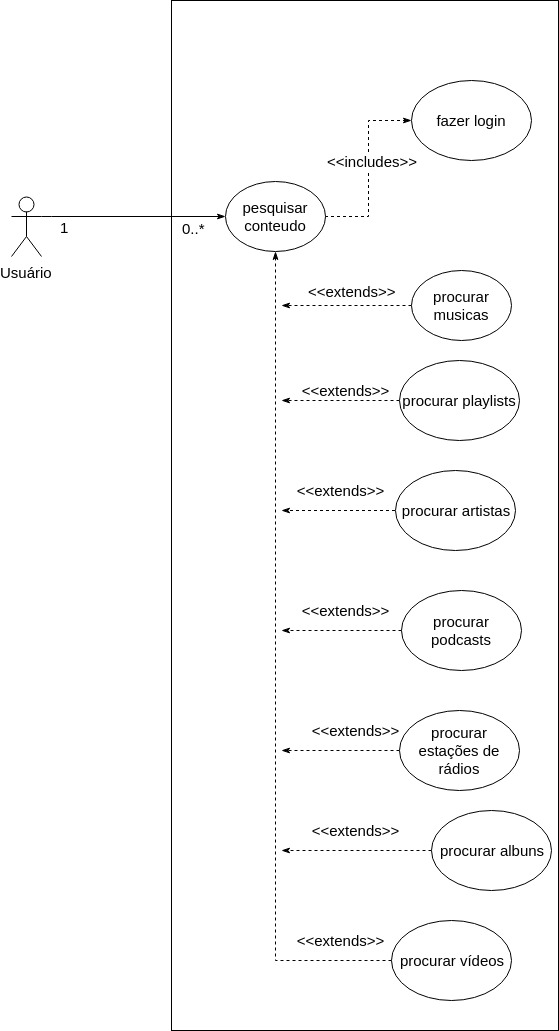 fazer login
<<includes>>
pesquisar
conteudo
1
0..*
Usuário
<<extends>>
procurar
musicas
<<extends>>
procurar playlists
<<extends>>
procurar artistas
<<extends>>
procurar
podcasts
<<extends>>
procurar
estações de
rádios
<<extends>>
procurar albuns
<<extends>>
procurar vídeos